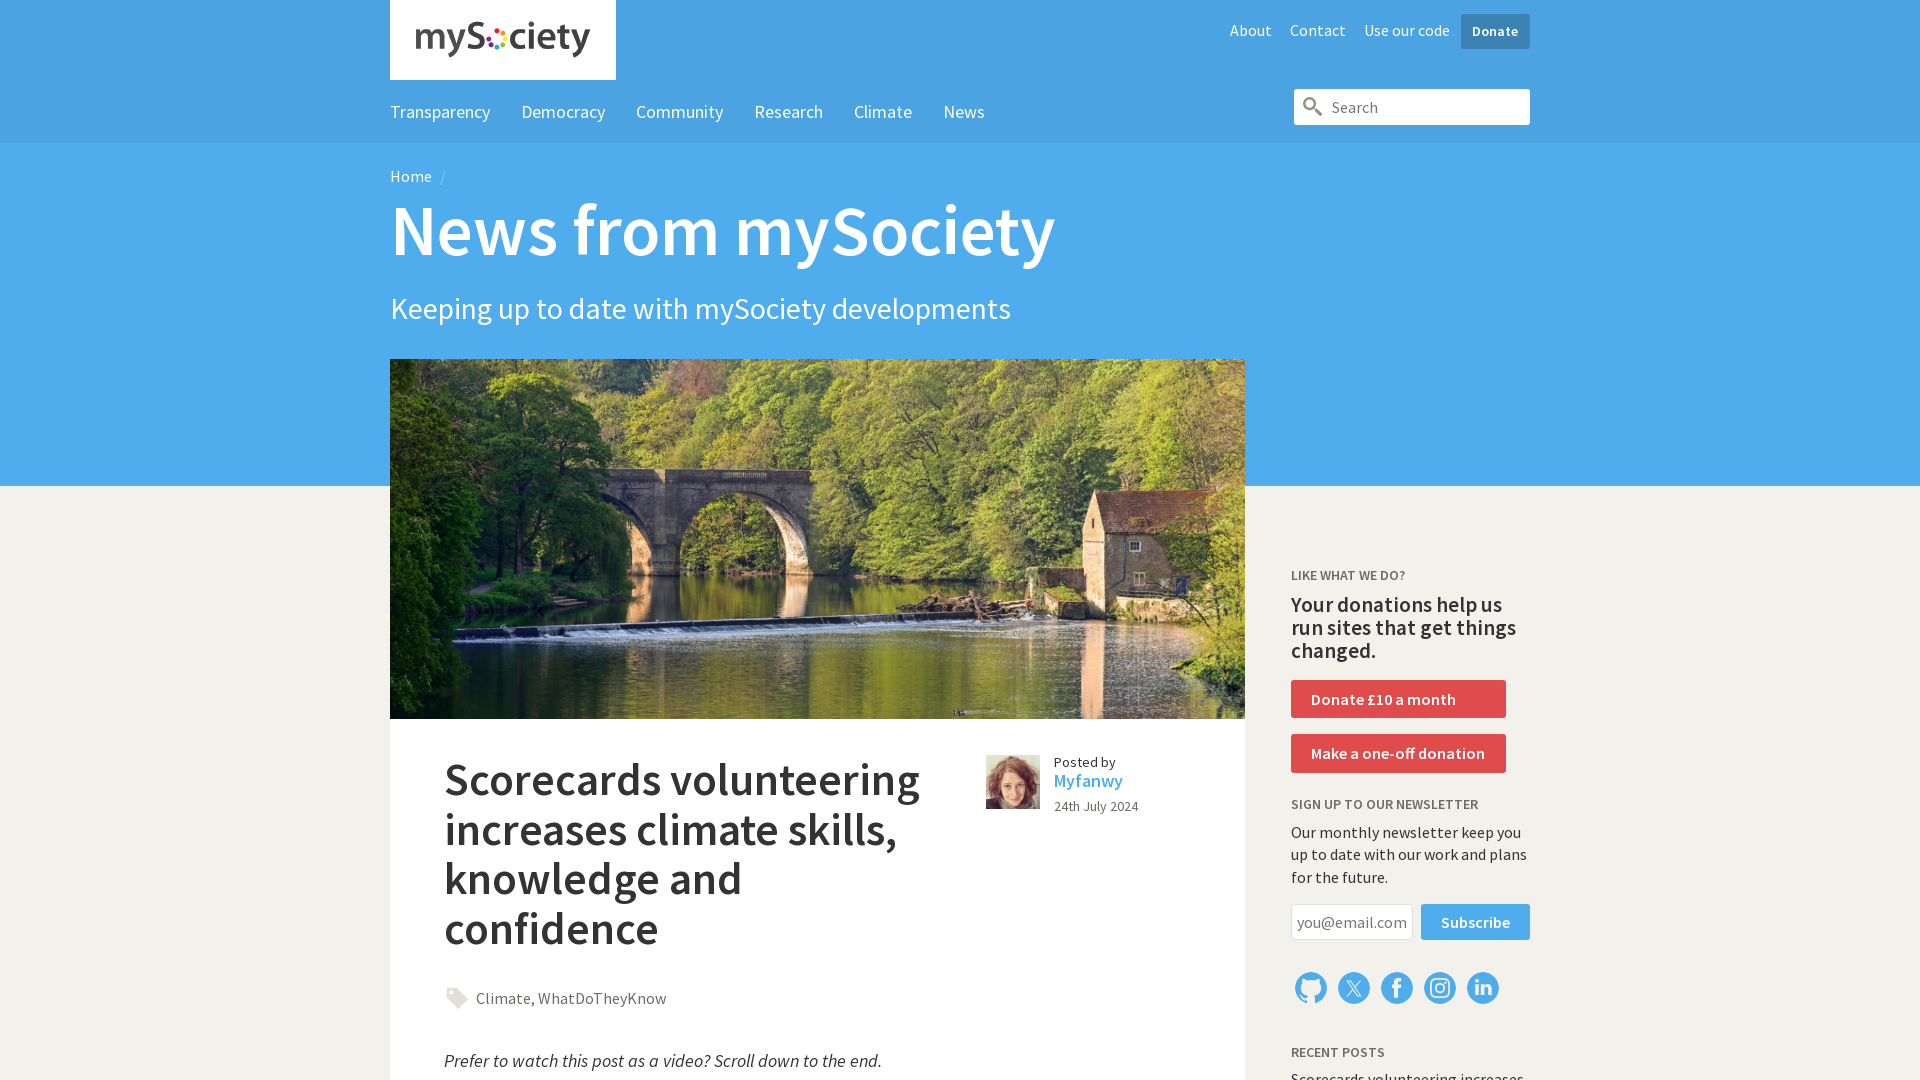 mySociety
About Contact Use our code Donate
Transparency Democracy Community Research Climate News
Search
Home /
News from mySociety
Keeping up to date with mySociety developments
Scorecards volunteering
increases climate skills,
knowledge and
confidence
Posted by
Myfanwy
24th July 2024
Climate, WhatDoTheyKnow
Prefer to watch this post as a video? Scroll down to the end.
LIKE WHAT WE DO?
Your donations help us
run sites that get things
changed.
Donate £10 a month
Make a one-off donation
SIGN UP TO OUR NEWSLETTER
Our monthly newsletter keep you
up to date with our work and plans
for the future.
you@email.com Subscribe
RECENT POSTS
Scorecards volunteering increases